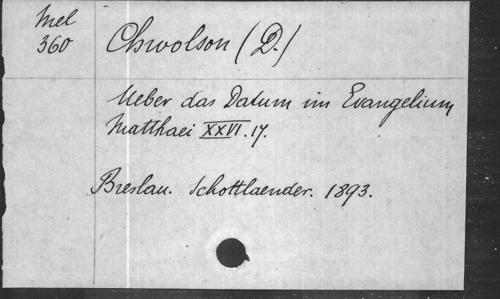 Mel
360
Chwolson (D.)
Ueber das Datum im Evangelium
Matthaei XXVI. 17.
Breslau. Schottlaender. 1893.